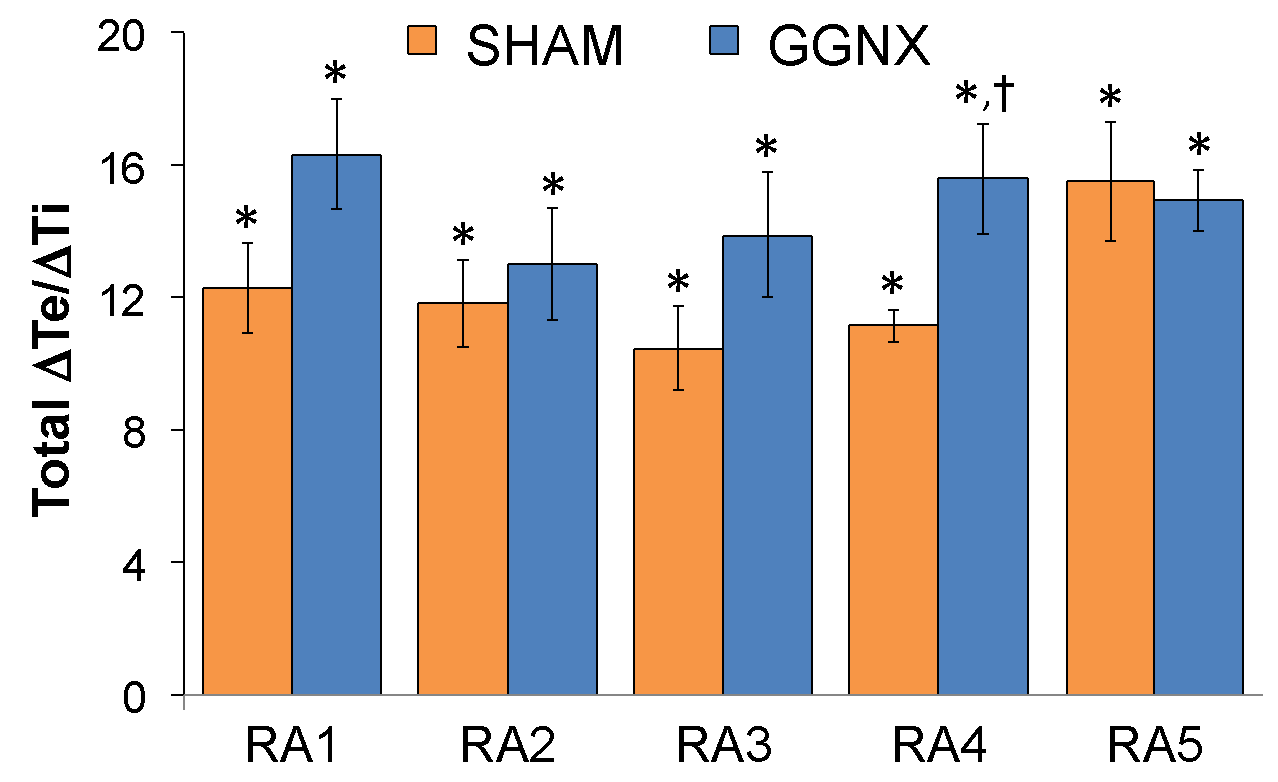 SHAM GGNX
Total ΔTe/ΔTi
20
16
12
8
4
0
* * * * * * * *,† * *
RA1 RA2 RA3 RA4 RA5